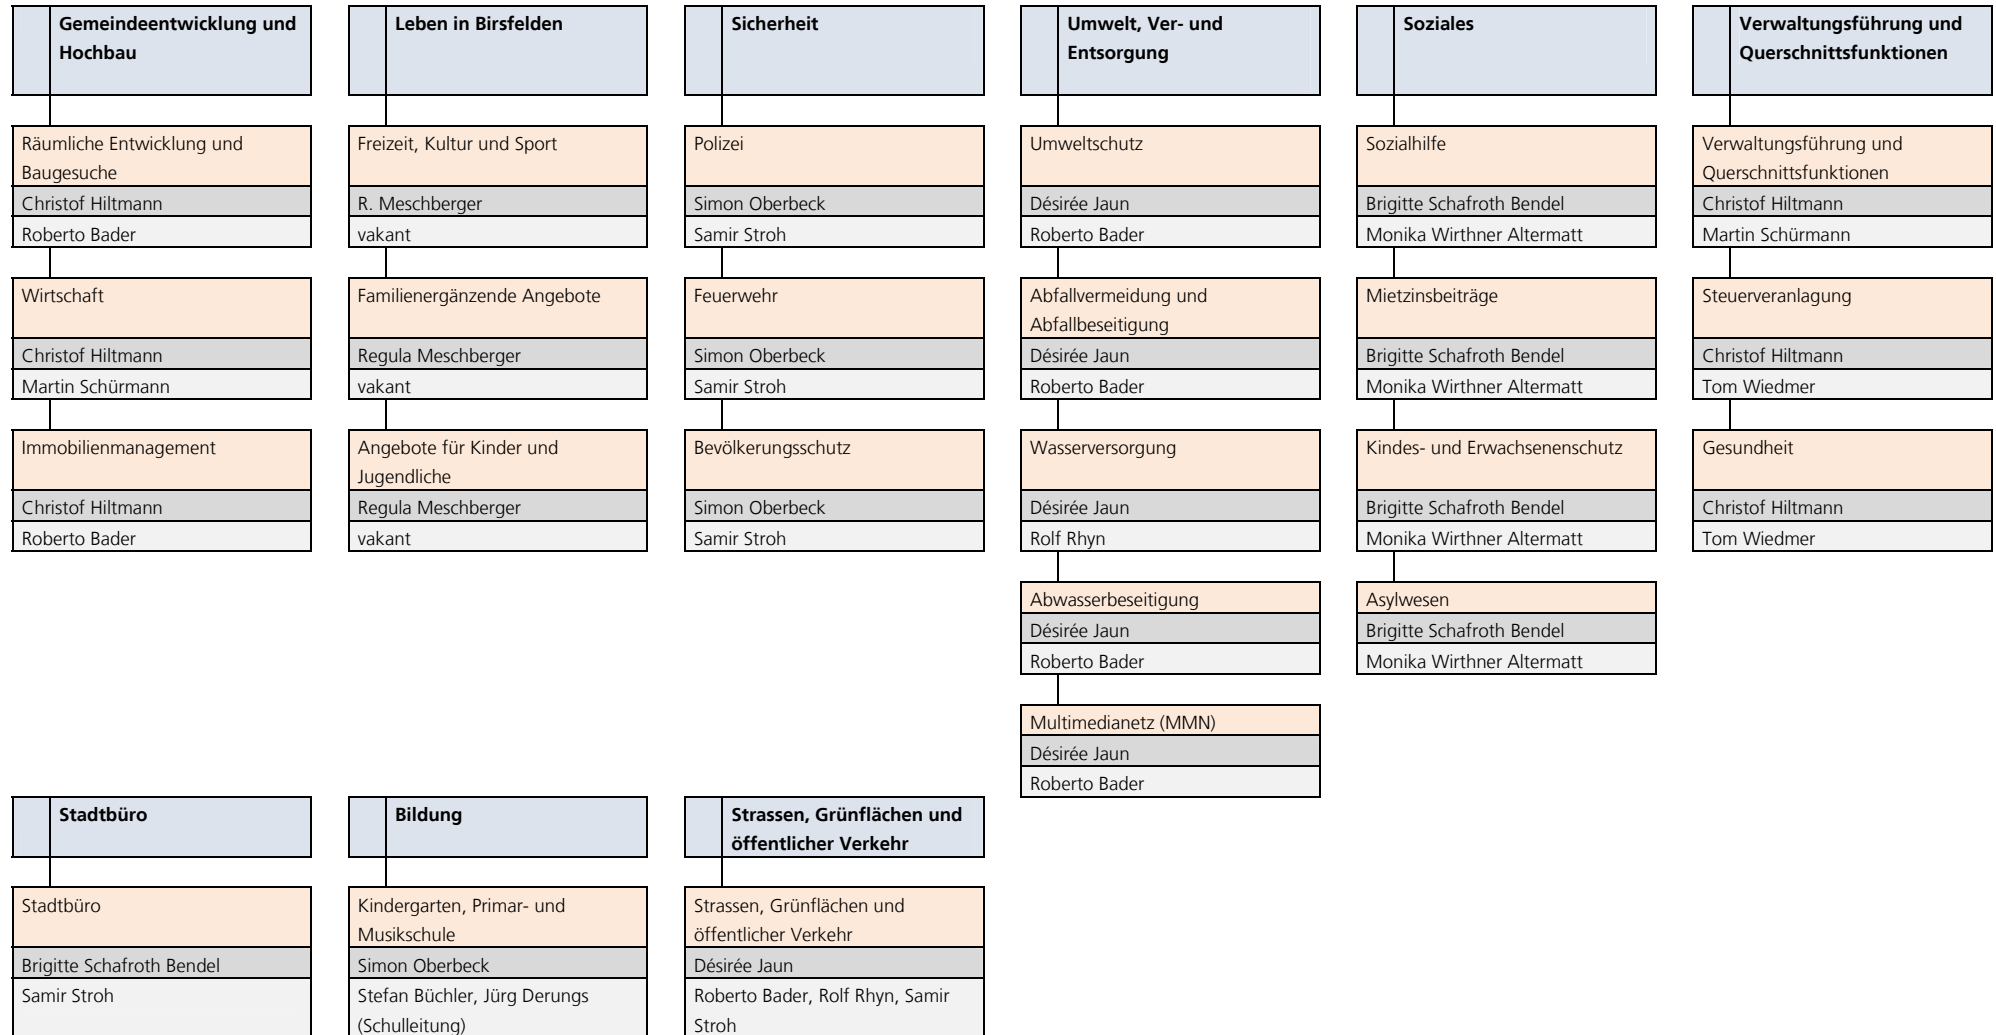 Gemeindeentwicklung und
Hochbau
Räumliche Entwicklung und
Baugesuche
Christof Hiltmann
Roberto Bader
Wirtschaft
Christof Hiltmann
Martin Schürmann
Immobilienmanagement
Christof Hiltmann
Roberto Bader
Leben in Birsfelden
Freizeit, Kultur und Sport
R. Meschberger
vakant
Familienergänzende Angebote
Regula Meschberger
vakant
Angebote für Kinder und
Jugendliche
Regula Meschberger
vakant
Sicherheit
Polizei
Simon Oberbeck
Samir Stroh
Feuerwehr
Simon Oberbeck
Samir Stroh
Bevölkerungsschutz
Simon Oberbeck
Samir Stroh
Umwelt, Ver- und
Entsorgung
Umweltschutz
Désirée Jaun
Roberto Bader
Abfallvermeidung und
Abfallbeseitigung
Désirée Jaun
Roberto Bader
Wasserversorgung
Désirée Jaun
Rolf Rhyn
Abwasserbeseitigung
Désirée Jaun
Roberto Bader
Multimedianetz (MMN)
Désirée Jaun
Roberto Bader
Soziales
Sozialhilfe
Brigitte Schafroth Bendel
Monika Wirthner Altermatt
Mietzinsbeiträge
Brigitte Schafroth Bendel
Monika Wirthner Altermatt
Kindes- und Erwachsenenschutz
Brigitte Schafroth Bendel
Monika Wirthner Altermatt
Asylwesen
Brigitte Schafroth Bendel
Monika Wirthner Altermatt
Verwaltungsführung und
Querschnittsfunktionen
Verwaltungsführung und
Querschnittsfunktionen
Christof Hiltmann
Martin Schürmann
Steuerveranlagung
Christof Hiltmann
Tom Wiedmer
Gesundheit
Christof Hiltmann
Tom Wiedmer
Stadtbüro
Stadtbüro
Brigitte Schafroth Bendel
Samir Stroh
Bildung
Kindergarten, Primar- und
Musikschule
Simon Oberbeck
Stefan Büchler, Jürg Derungs
(Schulleitung)
Strassen, Grünflächen und
öffentlicher Verkehr
Strassen, Grünflächen und
öffentlicher Verkehr
Désirée Jaun
Roberto Bader, Rolf Rhyn, Samir
Stroh